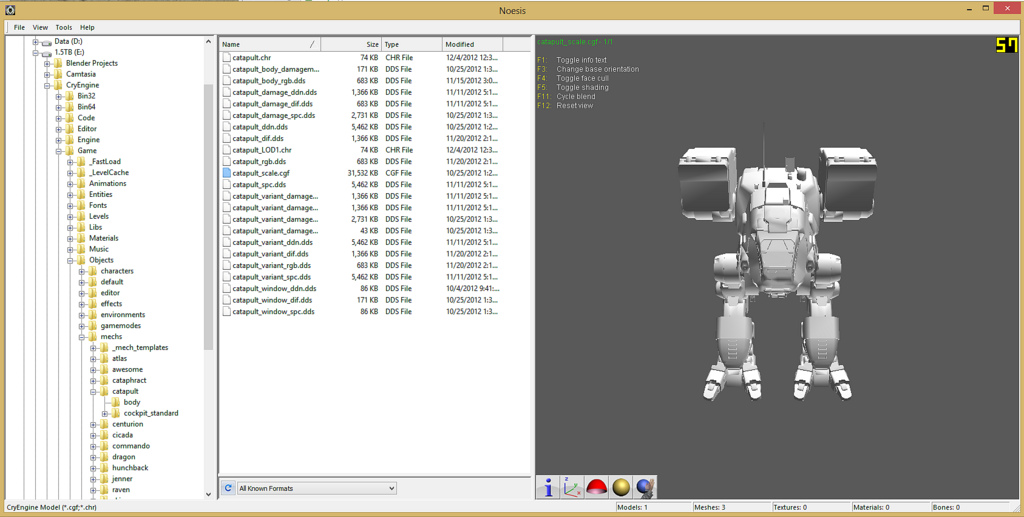 Noesis
File View Tools Help
Data (D:)
1.5TB (E:)
Blender Projects
Camtasia
CryEngine
Bin32
Bin64
Code
Editor
Engine
Game
_FastLoad
_LevelCache
Animations
Entities
Fonts
Levels
Libs
Materials
Music
Objects
characters
default
editor
effects
environments
gamemodes
mechs
_mech_templates
atlas
awesome
cataphract
catapult
body
cockpit_standard
centurion
cicada
commando
dragon
hunchback
jenner
raven
Name Size Type Modified
catapult.chr 74 KB CHR File 12/4/2012 12:3...
catapult_body_damagem... 171 KB DDS File 10/25/2012 1:3...
catapult_body_rgb.dds 683 KB DDS File 11/15/2012 3:0...
catapult_damage_ddn.dds 1,366 KB DDS File 11/11/2012 5:1...
catapult_damage_dif.dds 683 KB DDS File 11/11/2012 5:1...
catapult_damage_spc.dds 2,731 KB DDS File 10/25/2012 1:3...
catapult_ddn.dds 5,462 KB DDS File 10/25/2012 1:2...
catapult_dif.dds 1,366 KB DDS File 11/20/2012 2:1...
catapult_LOD1.chr 74 KB CHR File 12/4/2012 12:3...
catapult_rgb.dds 683 KB DDS File 11/20/2012 2:1...
catapult_scale.cgf 31,532 KB CGF File 10/25/2012 1:2...
catapult_spc.dds 5,462 KB DDS File 11/11/2012 5:1...
catapult_variant_damage... 1,366 KB DDS File 11/11/2012 5:1...
catapult_variant_damage... 1,366 KB DDS File 11/11/2012 5:1...
catapult_variant_damage... 2,731 KB DDS File 10/25/2012 1:3...
catapult_variant_damage... 43 KB DDS File 10/25/2012 1:3...
catapult_variant_ddn.dds 5,462 KB DDS File 11/11/2012 5:1...
catapult_variant_dif.dds 1,366 KB DDS File 11/20/2012 2:1...
catapult_variant_rgb.dds 683 KB DDS File 11/20/2012 2:1...
catapult_variant_spc.dds 5,462 KB DDS File 11/11/2012 5:1...
catapult_window_ddn.dds 86 KB DDS File 10/4/2012 9:41:...
catapult_window_dif.dds 171 KB DDS File 10/25/2012 1:3...
catapult_window_spc.dds 86 KB DDS File 10/25/2012 1:3...
All Known Formats
catapult_scale.cgf - 1/1
F1: Toggle info text
F3: Change base orientation
F4: Toggle face cull
F5: Toggle shading
F11: Cycle blend
F12: Reset view
CryEngine Model (*.cgf;*.chr)
Models: 1 Meshes: 3 Textures: 0 Materials: 0 Bones: 0